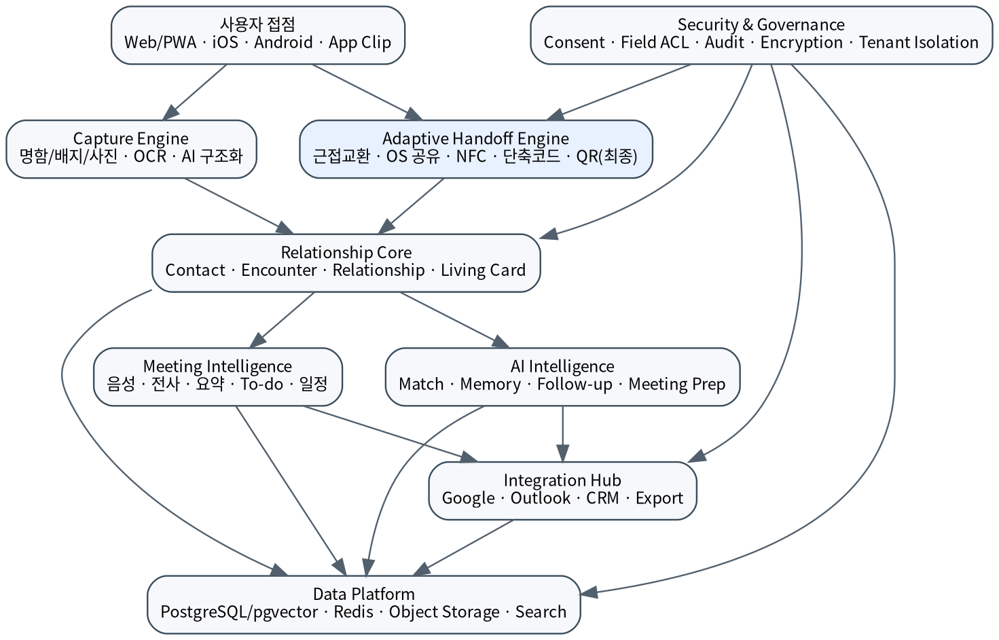 사용자 접점
Web/PWA · iOS · Android · App Clip
Security & Governance
Consent · Field ACL · Audit · Encryption · Tenant Isolation
Capture Engine
명함/배지/사진 · OCR · AI 구조화
Adaptive Handoff Engine
근접교환 · OS 공유 · NFC · 단축코드 · QR(최종)
Relationship Core
Contact · Encounter · Relationship · Living Card
Meeting Intelligence
음성 · 전사 · 요약 · To-do · 일정
AI Intelligence
Match · Memory · Follow-up · Meeting Prep
Integration Hub
Google · Outlook · CRM · Export
Data Platform
PostgreSQL/pgvector · Redis · Object Storage · Search